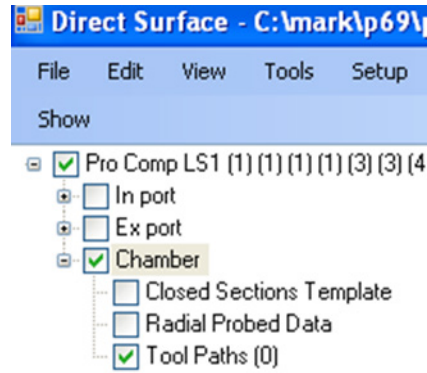 Direct Surface - C:\mark\p69\p
File Edit View Tools Setup
Show
Pro Comp LS1 (1) (1) (1) (1) (3) (3) (4
In port
Ex port
Chamber
Closed Sections Template
Radial Probed Data
Tool Paths (0)